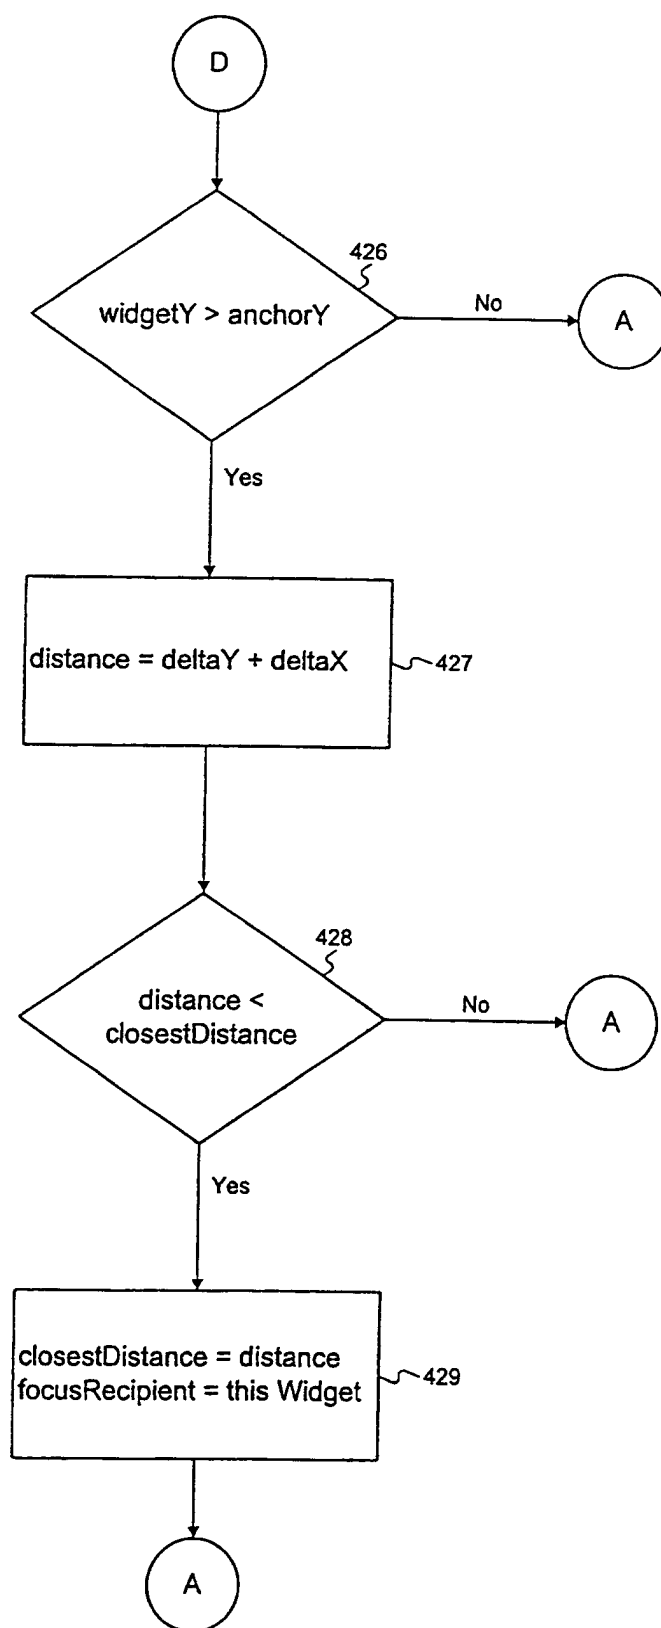 D
426
widgetY > anchorY
No
A
Yes
distance = deltaY + deltaX
427
428
distance <
closestDistance
No
A
Yes
closestDistance = distance
focusRecipient = this Widget
429
A